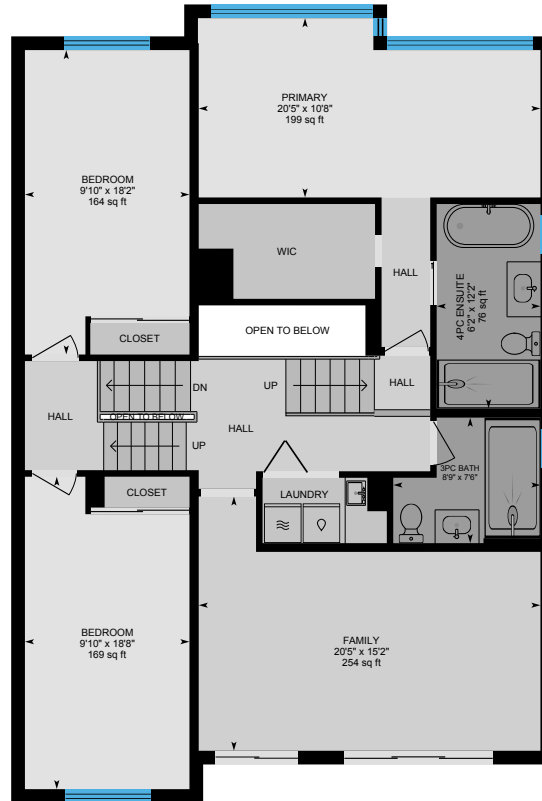 PRIMARY
20'5" x 10'8"
199 sq ft
BEDROOM
9'10" x 18'2"
164 sq ft
WIC
HALL
4PC ENSUITE
6'2" x 12'2"
76 sq ft
OPEN TO BELOW
CLOSET
DN
UP
HALL
HALL
OPEN TO BELOW
HALL
UP
3PC BATH
8'9" x 7'6"
CLOSET
LAUNDRY
BEDROOM
9'10" x 18'8"
169 sq ft
FAMILY
20'5" x 15'2"
254 sq ft